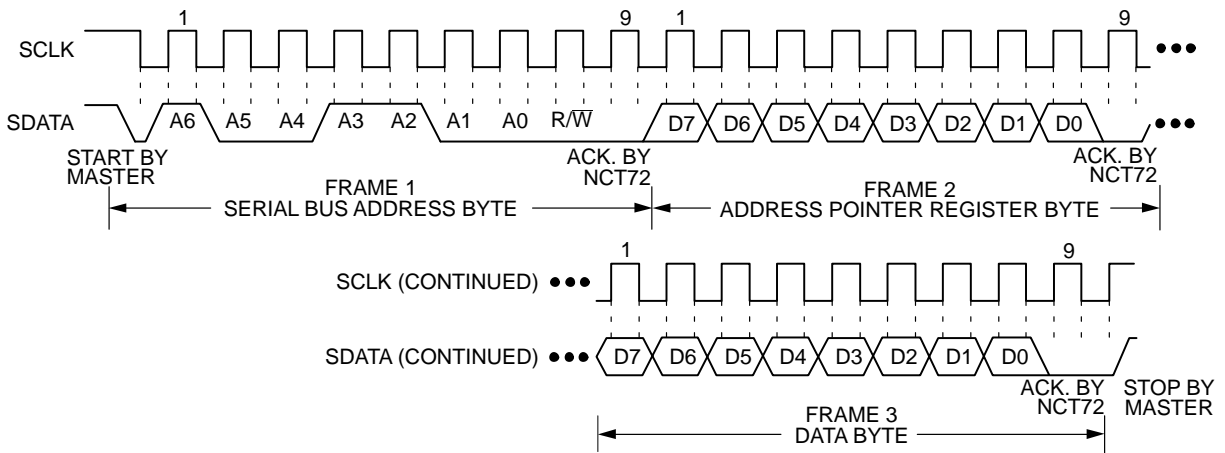 1 9 1 9
SCLK
SDATA A6 A5 A4 A3 A2 A1 A0 R/W̅ D7 D6 D5 D4 D3 D2 D1 D0
START BY
MASTER
ACK. BY
NCT72
ACK. BY
NCT72
FRAME 1
SERIAL BUS ADDRESS BYTE
FRAME 2
ADDRESS POINTER REGISTER BYTE
1 9
SCLK (CONTINUED)
SDATA (CONTINUED) D7 D6 D5 D4 D3 D2 D1 D0
ACK. BY
NCT72
STOP BY
MASTER
FRAME 3
DATA BYTE